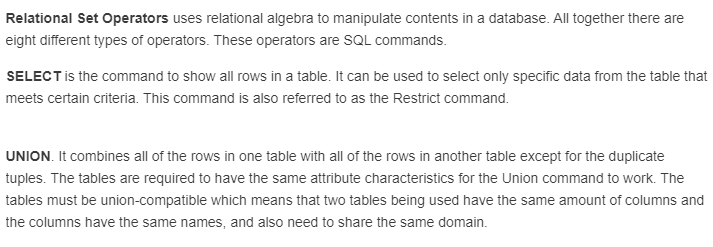 Relational Set Operators uses relational algebra to manipulate contents in a database. All together there are
eight different types of operators. These operators are SQL commands.
SELECT is the command to show all rows in a table. It can be used to select only specific data from the table that
meets certain criteria. This command is also referred to as the Restrict command.
UNION. It combines all of the rows in one table with all of the rows in another table except for the duplicate
tuples. The tables are required to have the same attribute characteristics for the Union command to work. The
tables must be union-compatible which means that two tables being used have the same amount of columns and
the columns have the same names, and also need to share the same domain.